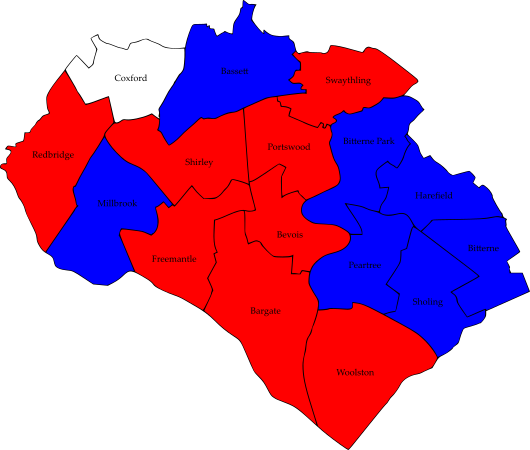 Bassett
Coxford
Swaythling
Bitterne Park
Portswood
Redbridge
Shirley
Harefield
Millbrook
Bevois
Bitterne
Freemantle
Peartree
Sholing
Bargate
Woolston